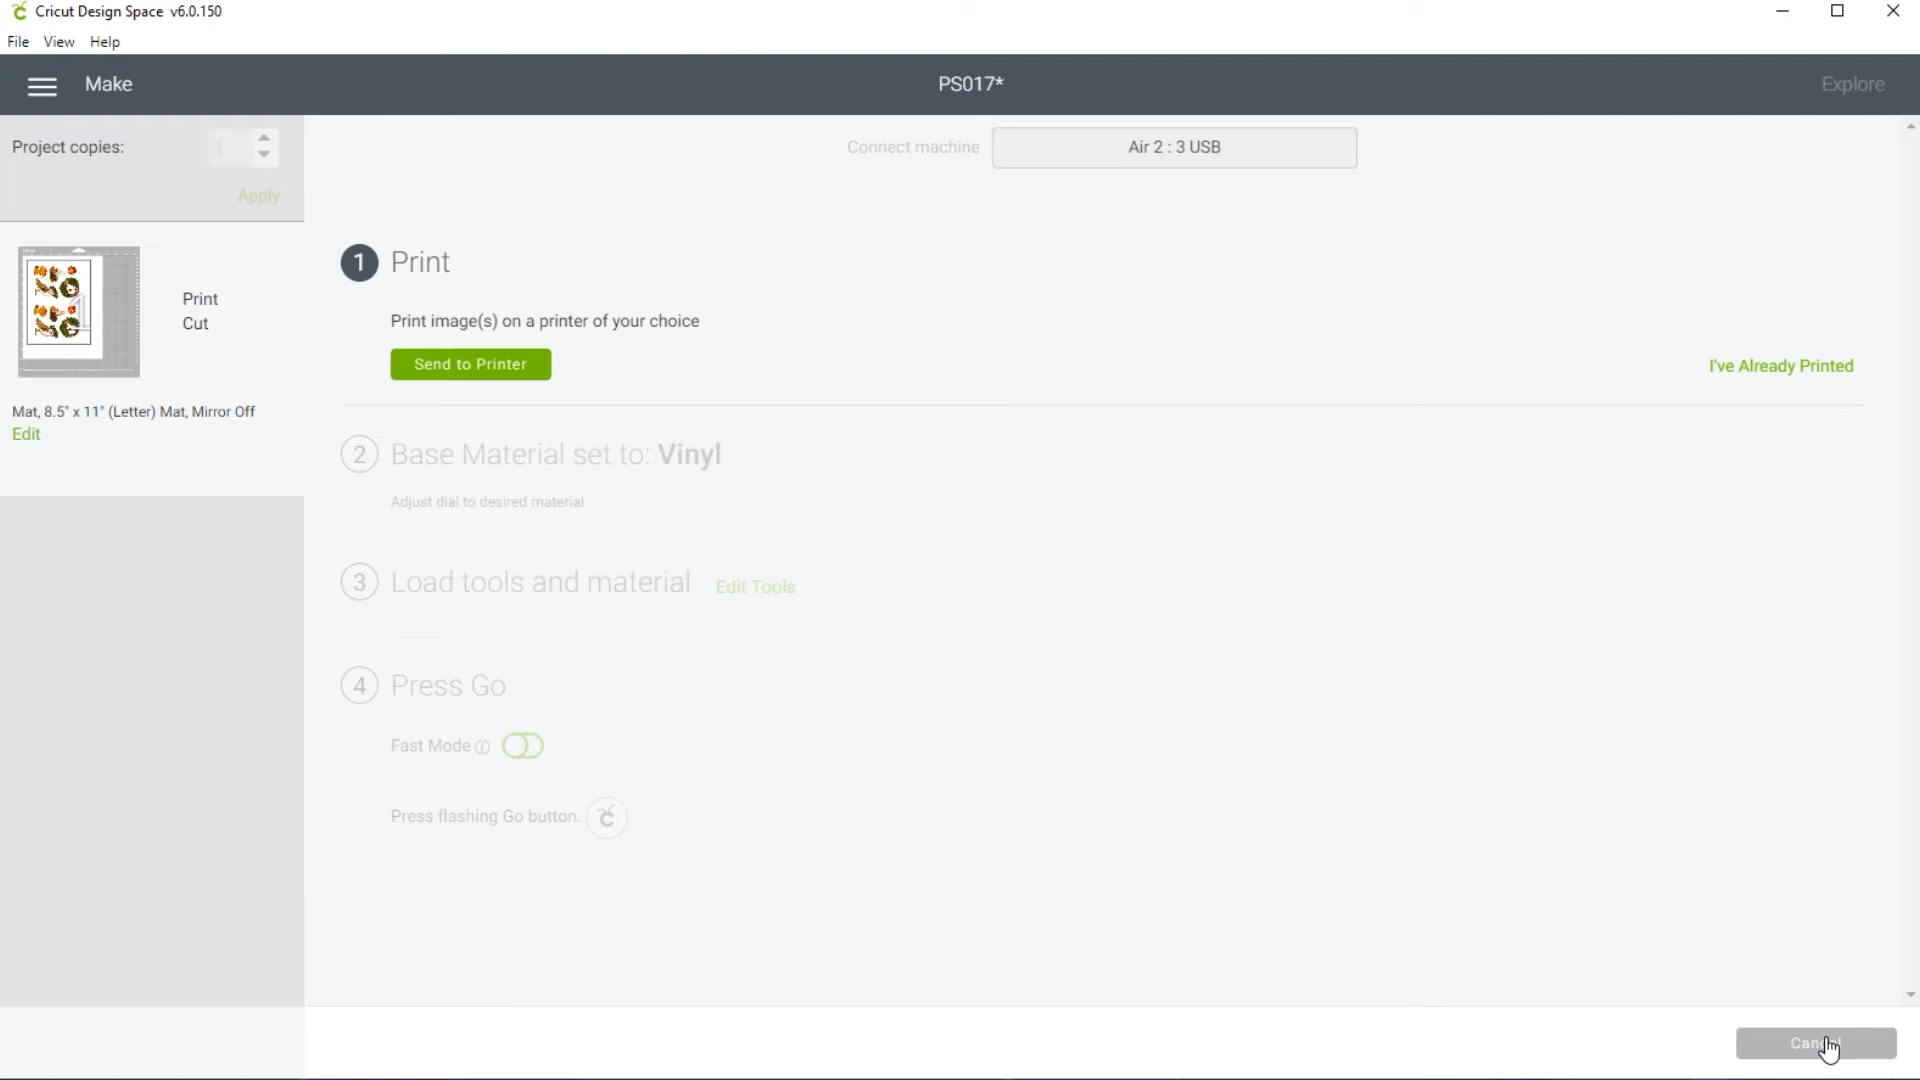 Cricut Design Space v6.0.150
File View Help
Make
PS017*
Explore
Project copies: 1
Apply
Connect machine
Air 2 : 3 USB
1 Print
Print image(s) on a printer of your choice
Send to Printer
I've Already Printed
Print
Cut
Mat, 8.5" x 11" (Letter) Mat, Mirror Off
Edit
2 Base Material set to: Vinyl
Adjust dial to desired material
3 Load tools and material Edit Tools
4 Press Go
Fast Mode
Press flashing Go button.
Cancel